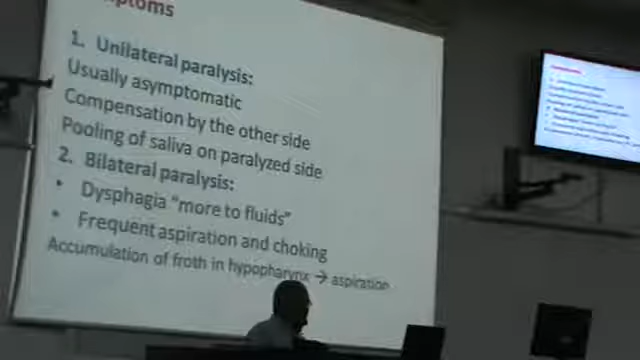 1. Unilateral paralysis:
Usually asymptomatic
Compensation by the other side
Pooling of saliva on paralyzed side
2. Bilateral paralysis:
• Dysphagia "more to fluids"
• Frequent aspiration and choking
Accumulation of froth in hypopharynx → aspiration